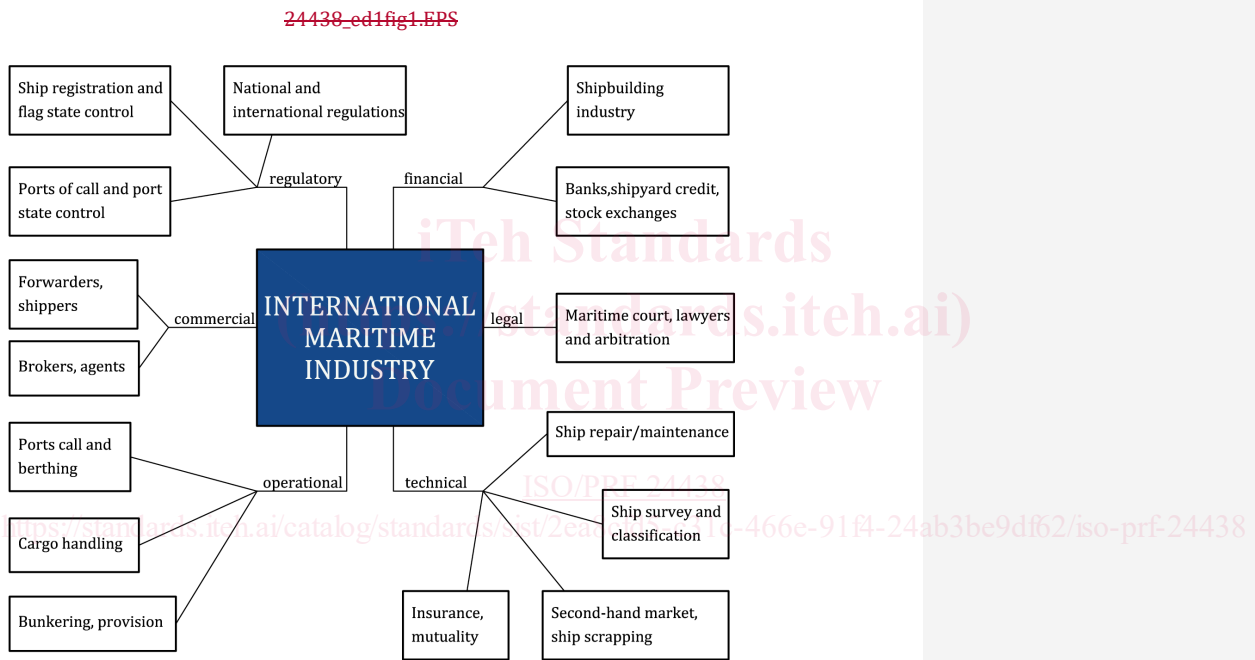 24438_ed1fig1.EPS
Ship registration and
flag state control
National and
international regulations
Shipbuilding
industry
Ports of call and port
state control
regulatory
financial
Banks,shipyard credit,
stock exchanges
iTeh Standards
Forwarders,
shippers
commercial
Brokers, agents
INTERNATIONAL
MARITIME
INDUSTRY
legal
Maritime court, lawyers
and arbitration
(https://standards.iteh.ai)
Document Preview
Ports call and
berthing
operational
technical
Ship repair/maintenance
ISO/PRF 24438
Ship survey and
classification
Cargo handling
Bunkering, provision
Insurance,
mutuality
Second-hand market,
ship scrapping